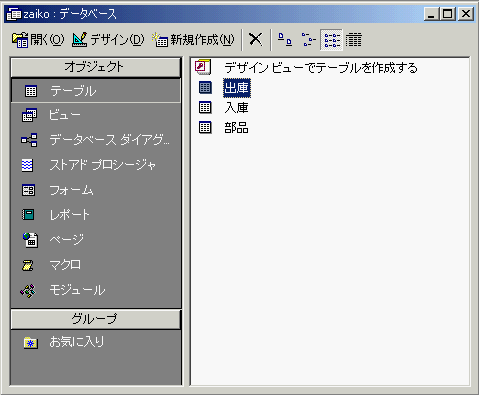 zaiko : データベース
開く(O) デザイン(D) 新規作成(N)
オブジェクト
テーブル
ビュー
データベース ダイアグ...
ストアド プロシージャ
フォーム
レポート
ページ
マクロ
モジュール
グループ
お気に入り
デザイン ビューでテーブルを作成する
出庫
入庫
部品